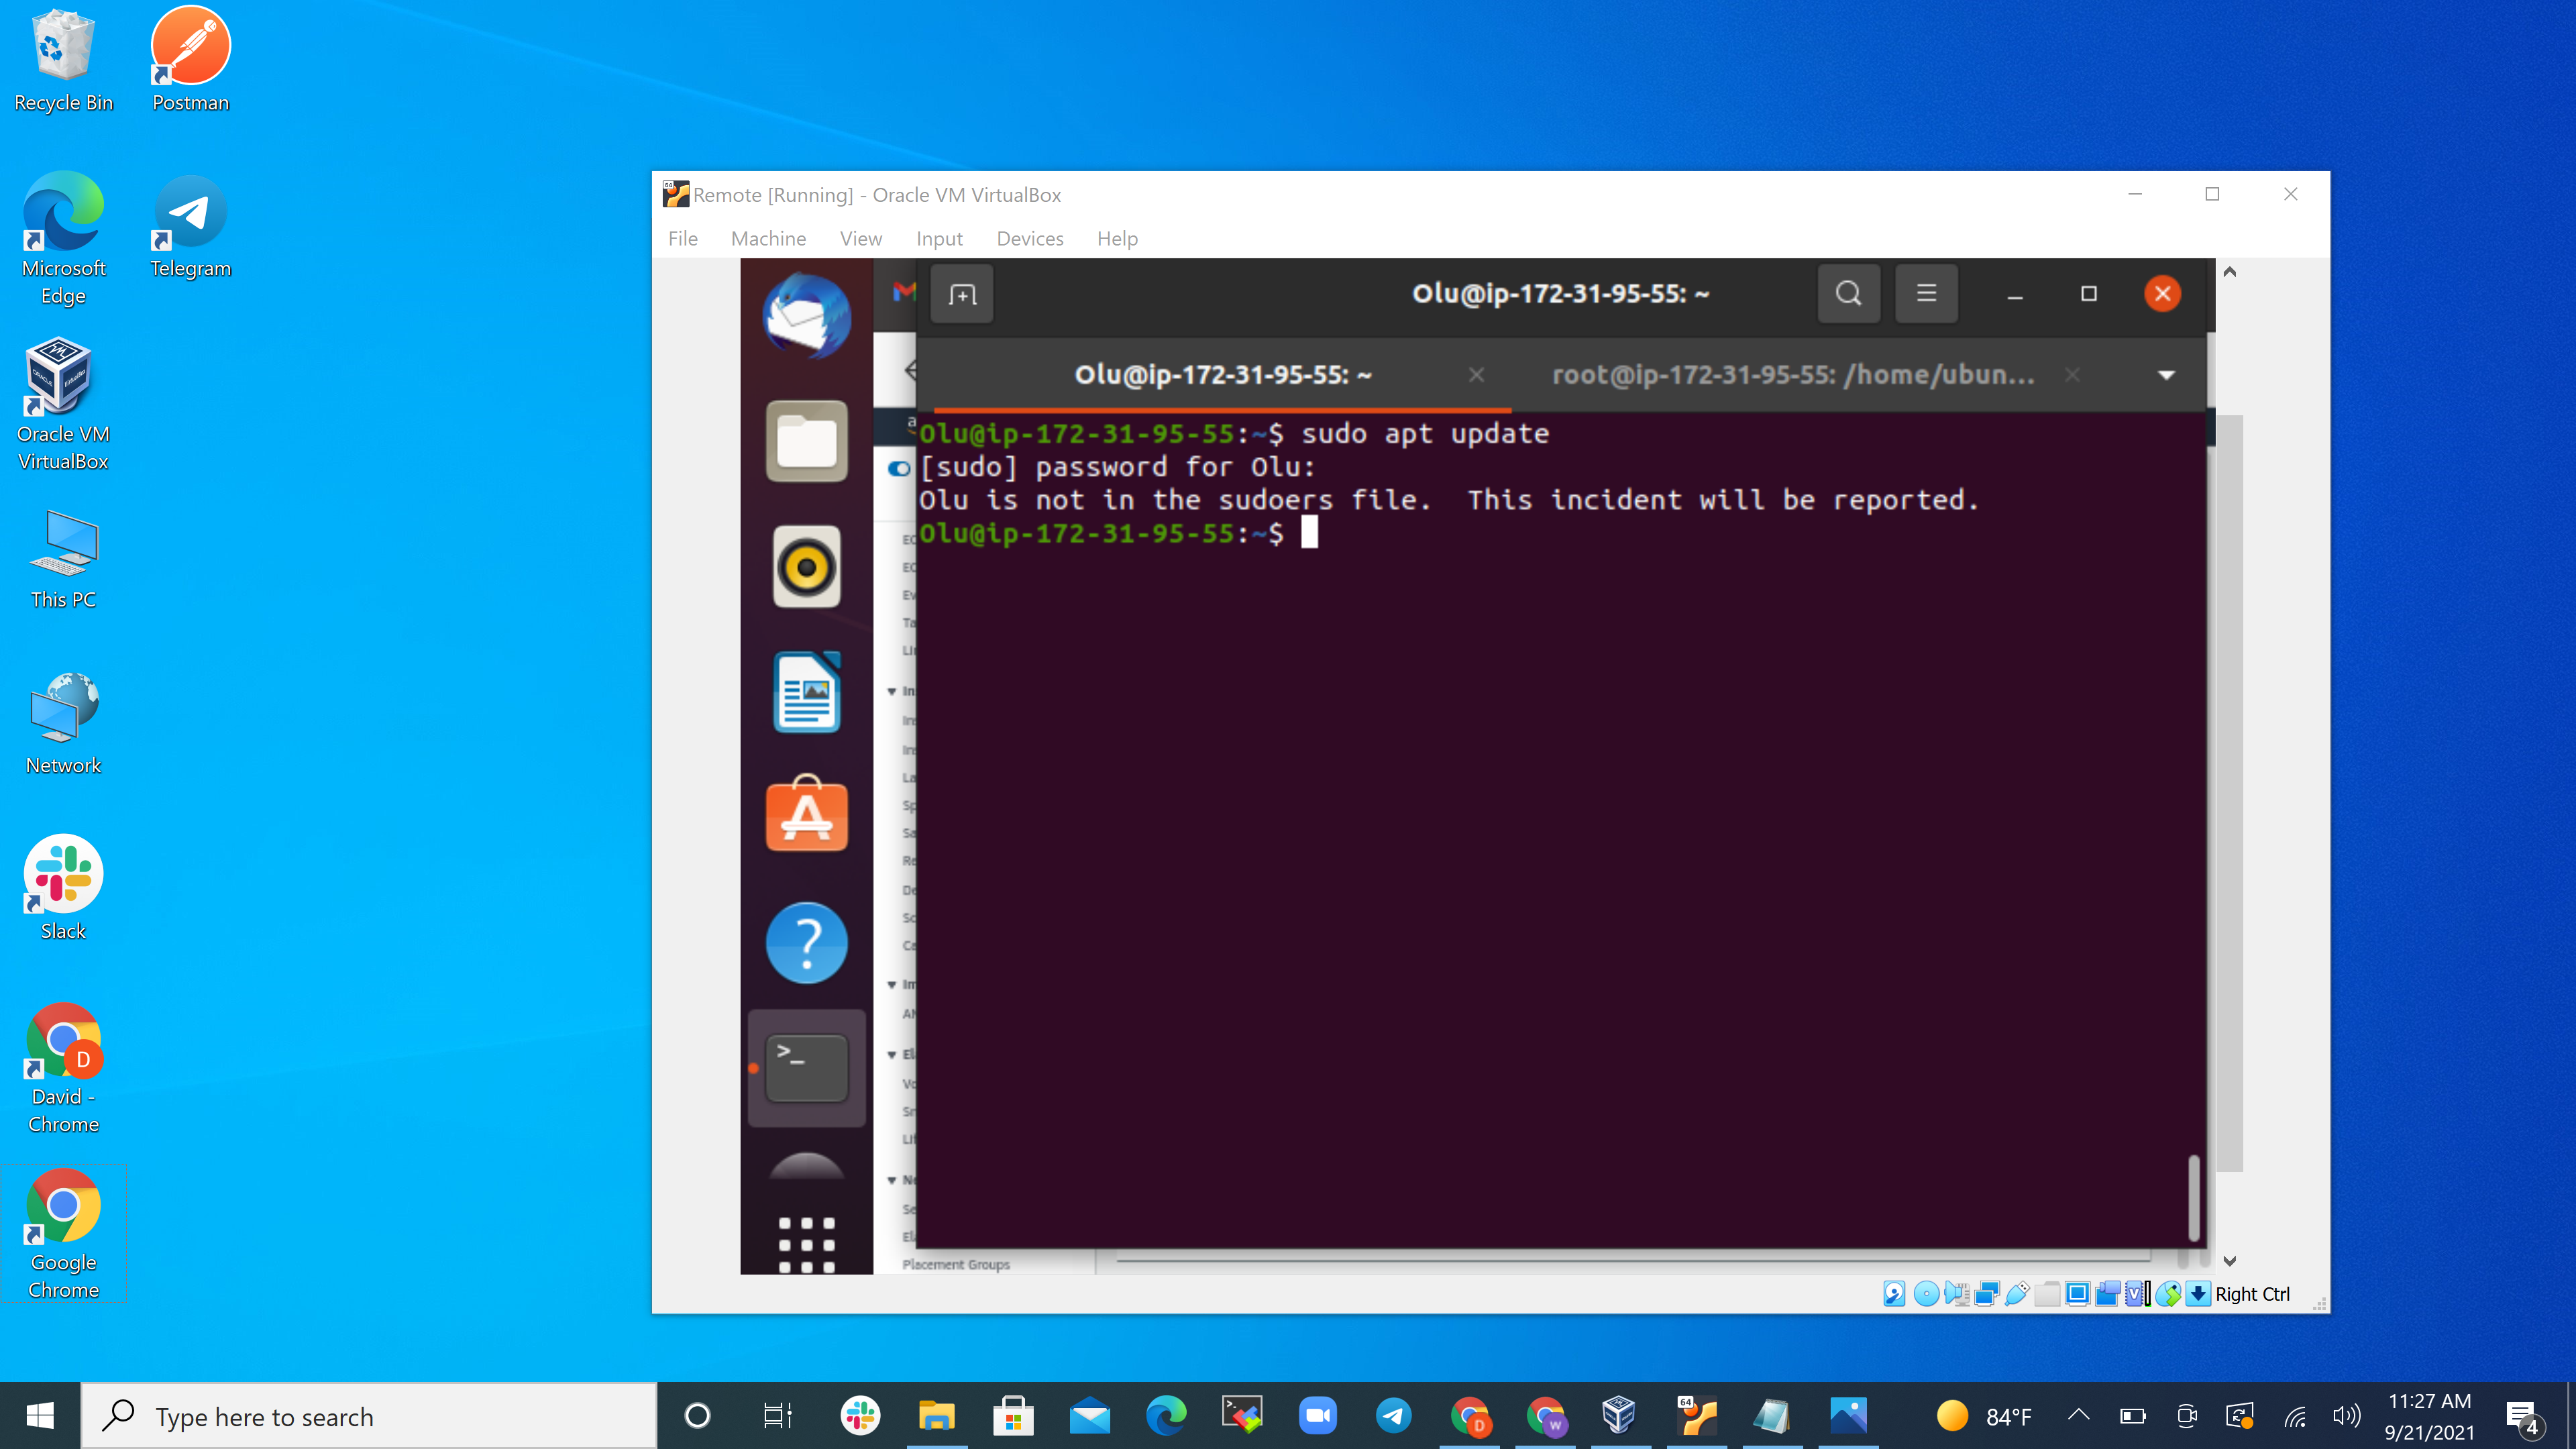 Recycle Bin
Postman
Microsoft
Edge
Telegram
Oracle VM
VirtualBox
This PC
Network
Slack
D
David -
Chrome
Google
Chrome
64
Remote [Running] - Oracle VM VirtualBox
File Machine View Input Devices Help
Olu@ip-172-31-95-55: ~
Olu@ip-172-31-95-55: ~
root@ip-172-31-95-55: /home/ubun...
Olu@ip-172-31-95-55:~$ sudo apt update
[sudo] password for Olu:
Olu is not in the sudoers file.  This incident will be reported.
Olu@ip-172-31-95-55:~$
Placement Groups
Right Ctrl
Type here to search
84°F
11:27 AM
9/21/2021
4